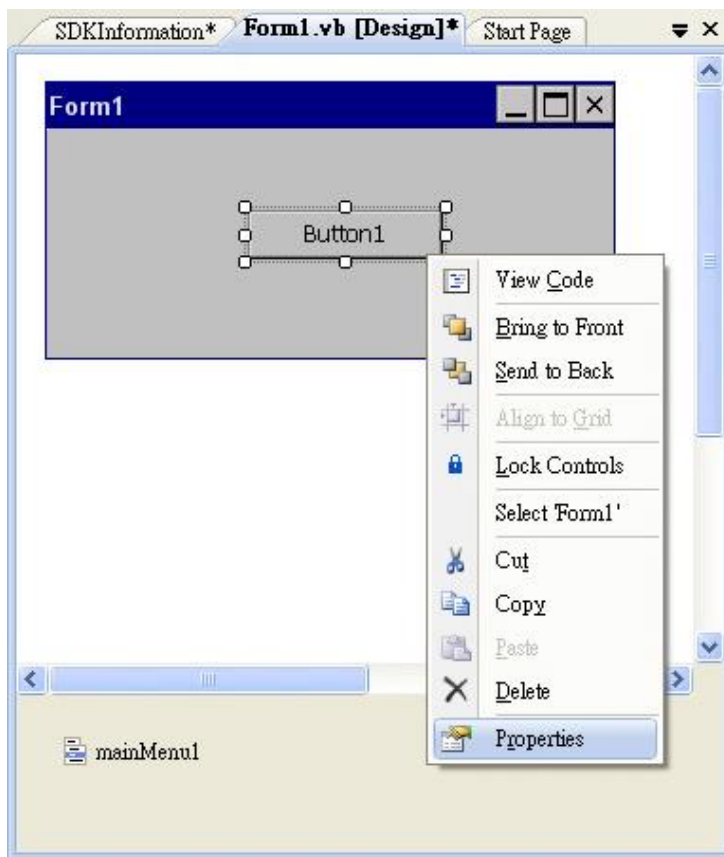 SDKInformation* Form1.vb [Design]* Start Page
Form1
Button1
View Code
Bring to Front
Send to Back
Align to Grid
Lock Controls
Select 'Form1'
Cut
Copy
Paste
Delete
Properties
mainMenu1